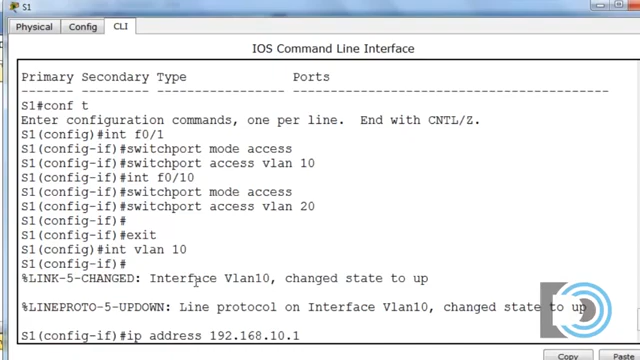 S1
Physical Config CLI
IOS Command Line Interface
Primary Secondary Type Ports
------- --------- ----------------- ------------------------------------------
S1#conf t
Enter configuration commands, one per line. End with CNTL/Z.
S1(config)#int f0/1
S1(config-if)#switchport mode access
S1(config-if)#switchport access vlan 10
S1(config-if)#int f0/10
S1(config-if)#switchport mode access
S1(config-if)#switchport access vlan 20
S1(config-if)#
S1(config-if)#exit
S1(config)#int vlan 10
S1(config-if)#
%LINK-5-CHANGED: Interface Vlan10, changed state to up
%LINEPROTO-5-UPDOWN: Line protocol on Interface Vlan10, changed state to up
S1(config-if)#ip address 192.168.10.1
Copy Paste